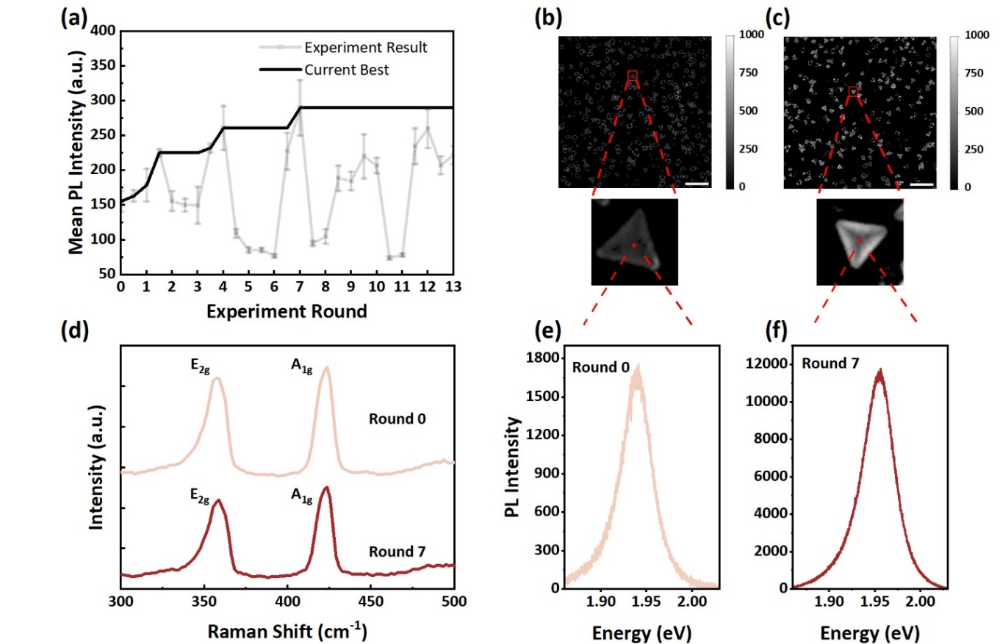 (a)
400
350
300
250
200
150
100
50
Mean PL Intensity (a.u.)
Experiment Result
Current Best
0 1 2 3 4 5 6 7 8 9 10 11 12 13
Experiment Round
(b)
1000
750
500
250
0
(c)
1000
750
500
250
0
(d)
Intensity (a.u.)
E2g
A1g
Round 0
E2g
A1g
Round 7
300 350 400 450 500
Raman Shift (cm-1)
(e)
Round 0
1800
1500
1200
900
600
300
0
PL Intensity
1.90 1.95 2.00
Energy (eV)
(f)
Round 7
12000
10000
8000
6000
4000
2000
0
1.90 1.95 2.00
Energy (eV)